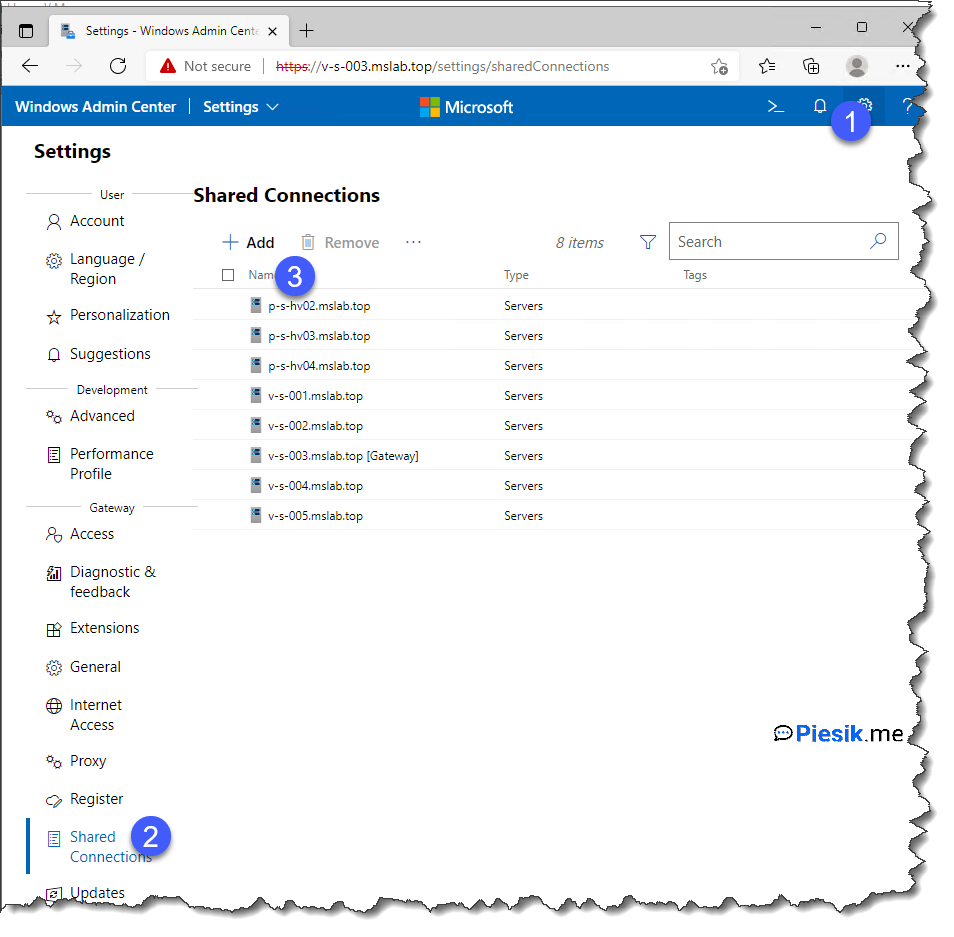 Settings - Windows Admin Cente
Not secure https://v-s-003.mslab.top/settings/sharedConnections
Windows Admin Center Settings Microsoft >_ ?
1
Settings
User
Account
Language /
Region
Personalization
Suggestions
Development
Advanced
Performance
Profile
Gateway
Access
Diagnostic &
feedback
Extensions
General
Internet
Access
Proxy
Register
Shared
Connections
2
Updates
Shared Connections
+ Add Remove ... 8 items Search
3
Name Type Tags
p-s-hv02.mslab.top Servers
p-s-hv03.mslab.top Servers
p-s-hv04.mslab.top Servers
v-s-001.mslab.top Servers
v-s-002.mslab.top Servers
v-s-003.mslab.top [Gateway] Servers
v-s-004.mslab.top Servers
v-s-005.mslab.top Servers
Piesik.me